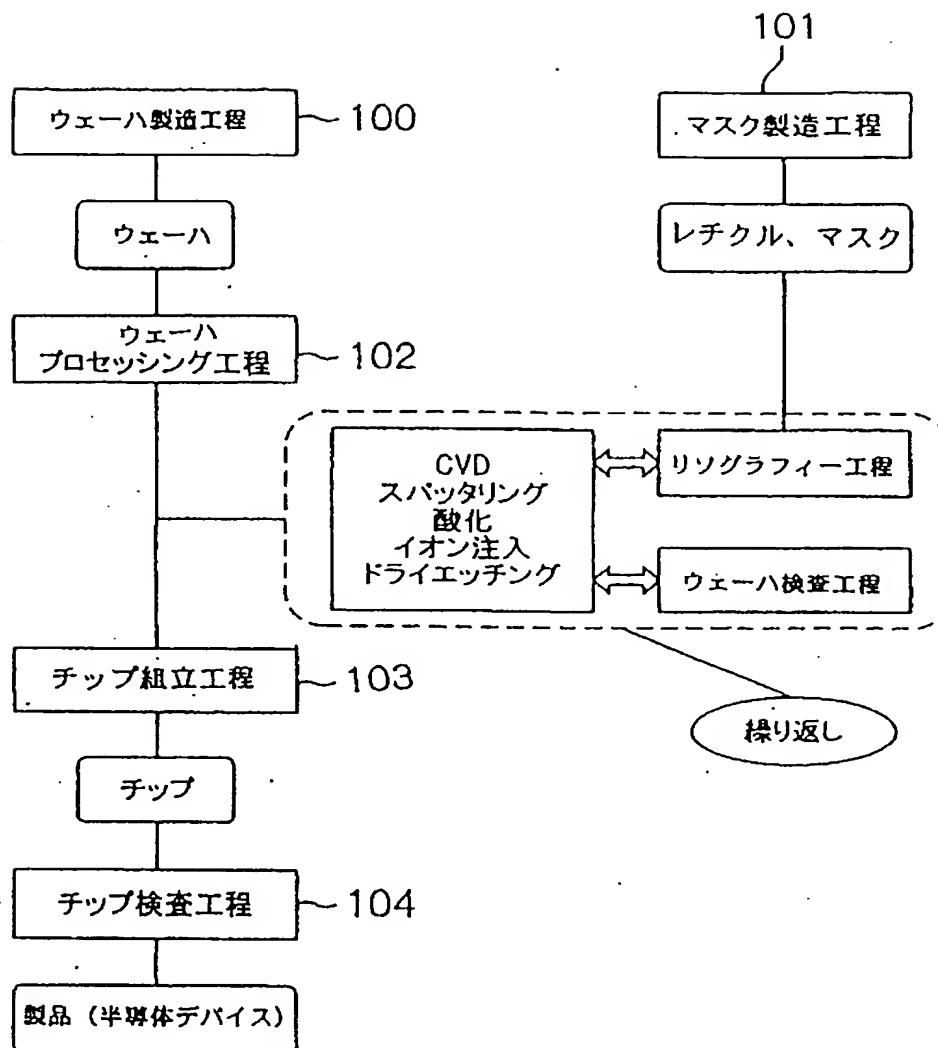 101
ウェーハ製造工程
100
マスク製造工程
ウェーハ
レチクル、マスク
ウェーハ
プロセッシング工程
102
CVD
スパッタリング
酸化
イオン注入
ドライエッチング
リソグラフィー工程
ウェーハ検査工程
チップ組立工程
103
繰り返し
チップ
チップ検査工程
104
製品（半導体デバイス）